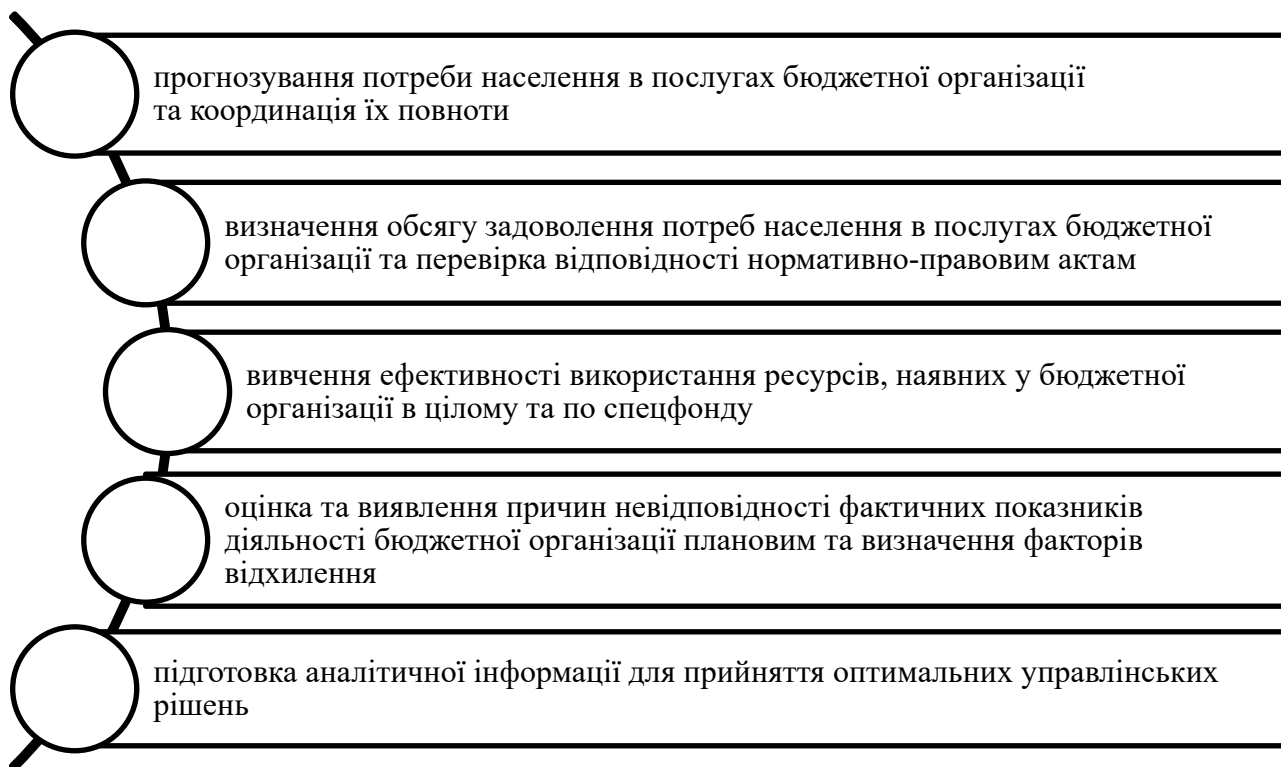 прогнозування потреби населення в послугах бюджетної організації
та координація їх повноти
визначення обсягу задоволення потреб населення в послугах бюджетної
організації та перевірка відповідності нормативно-правовим актам
вивчення ефективності використання ресурсів, наявних у бюджетної
організації в цілому та по спецфонду
оцінка та виявлення причин невідповідності фактичних показників
діяльності бюджетної організації плановим та визначення факторів
відхилення
підготовка аналітичної інформації для прийняття оптимальних управлінських
рішень